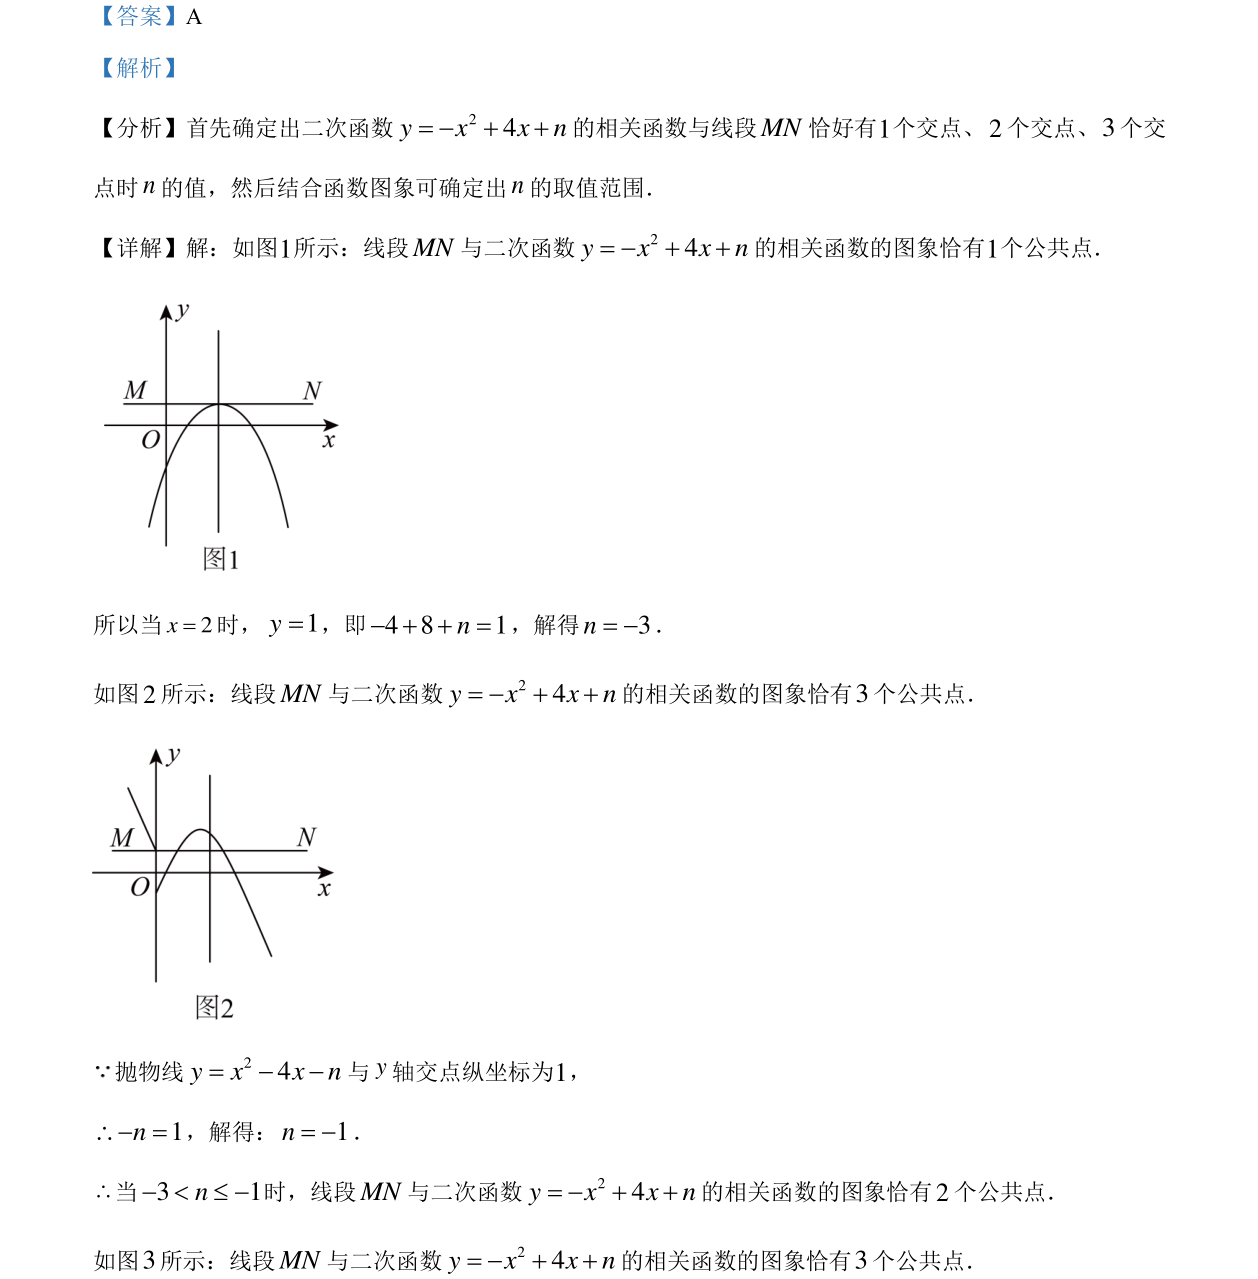 【答案】A
【解析】
【分析】首先确定出二次函数 y = −x² + 4x + n 的相关函数与线段 MN 恰好有1个交点、2 个交点、3 个交
点时 n 的值，然后结合函数图象可确定出 n 的取值范围.
【详解】解：如图1所示：线段 MN 与二次函数 y = −x² + 4x + n 的相关函数的图象恰有1个公共点.
y
M N
O x
图1
所以当 x = 2 时， y = 1，即 −4 + 8 + n = 1，解得 n = −3 .
如图 2 所示：线段 MN 与二次函数 y = −x² + 4x + n 的相关函数的图象恰有 3 个公共点.
y
M N
O x
图2
∵抛物线 y = x² − 4x − n 与 y 轴交点纵坐标为1，
∴ −n = 1，解得： n = −1 .
∴当 −3 < n ≤ −1时，线段 MN 与二次函数 y = −x² + 4x + n 的相关函数的图象恰有 2 个公共点.
如图 3 所示：线段 MN 与二次函数 y = −x² + 4x + n 的相关函数的图象恰有 3 个公共点.